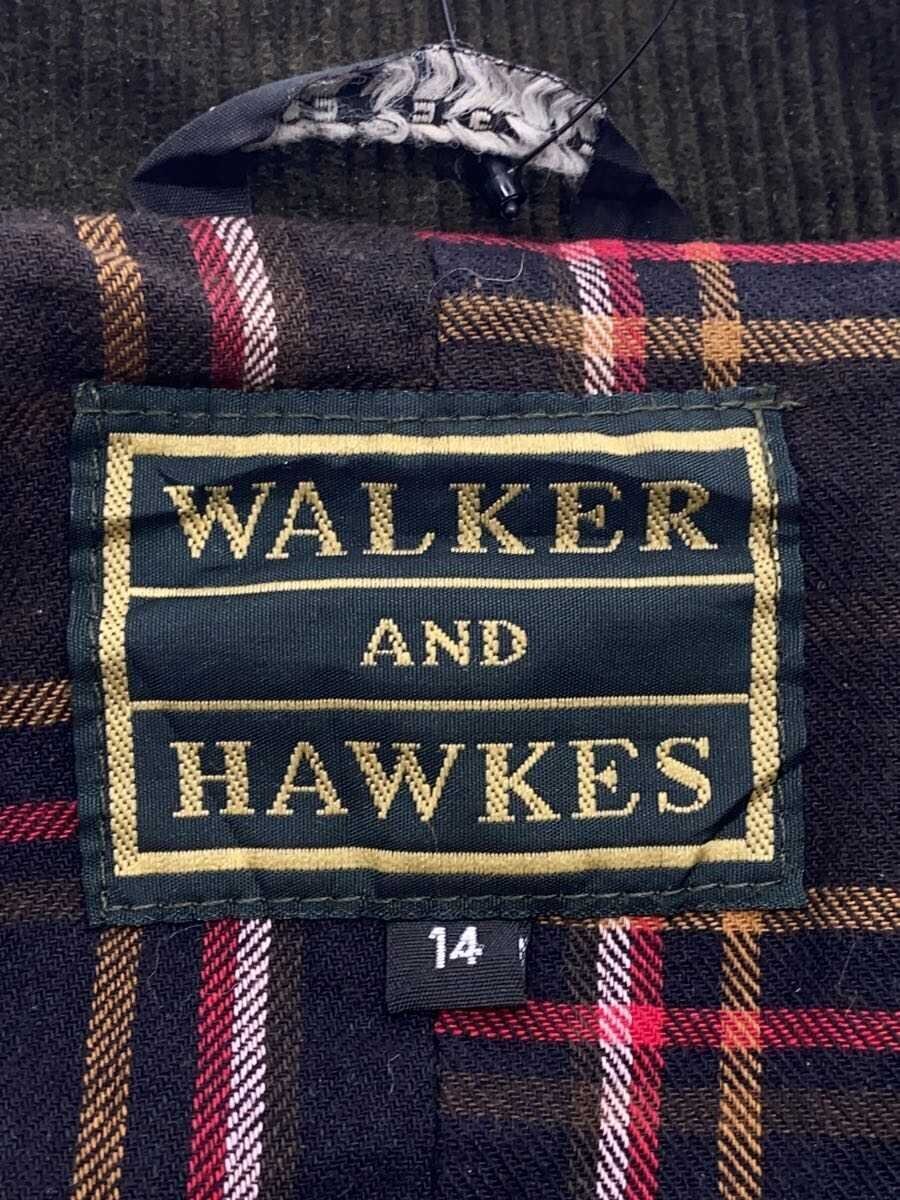 WALKER
AND
HAWKES
14